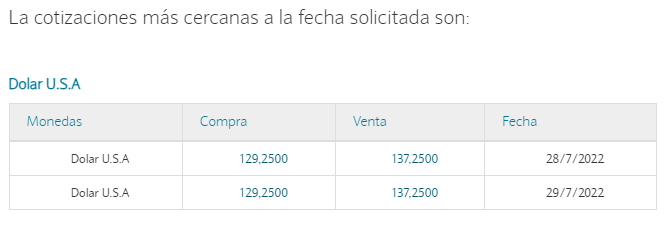 La cotizaciones más cercanas a la fecha solicitada son:
Dolar U.S.A
Monedas Compra Venta Fecha
Dolar U.S.A 129,2500 137,2500 28/7/2022
Dolar U.S.A 129,2500 137,2500 29/7/2022